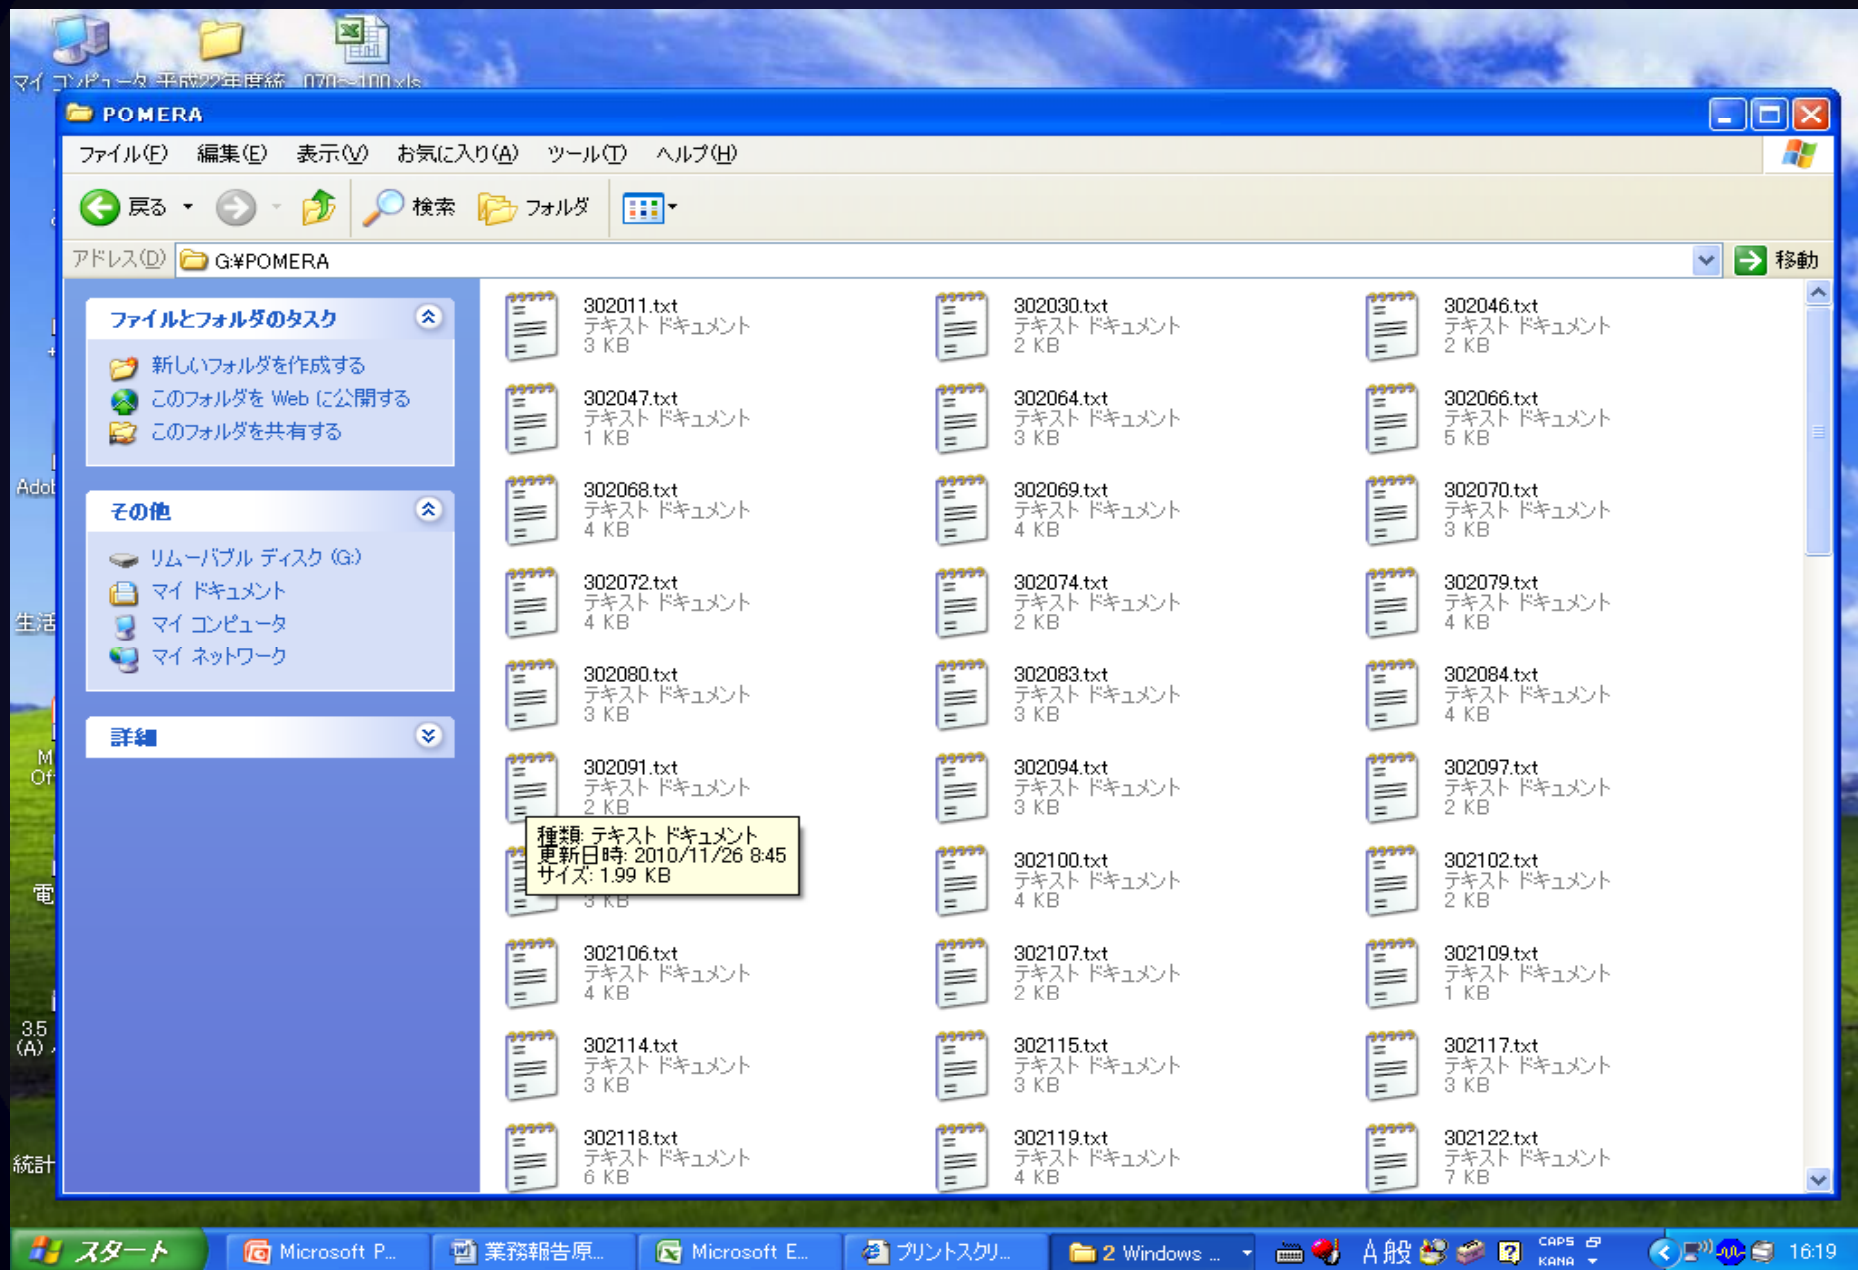 マイ コンピュータ 平成22年度統 070~100.xls
POMERA
ファイル(F) 編集(E) 表示(V) お気に入り(A) ツール(T) ヘルプ(H)
戻る 検索 フォルダ
アドレス(D) G:¥POMERA 移動
ファイルとフォルダのタスク
新しいフォルダを作成する
このフォルダを Web に公開する
このフォルダを共有する
その他
リムーバブル ディスク (G:)
マイ ドキュメント
マイ コンピュータ
マイ ネットワーク
詳細
302011.txt 302030.txt 302046.txt
テキスト ドキュメント テキスト ドキュメント テキスト ドキュメント
3 KB 2 KB 2 KB
302047.txt 302064.txt 302066.txt
テキスト ドキュメント テキスト ドキュメント テキスト ドキュメント
1 KB 3 KB 5 KB
302068.txt 302069.txt 302070.txt
テキスト ドキュメント テキスト ドキュメント テキスト ドキュメント
4 KB 4 KB 3 KB
302072.txt 302074.txt 302079.txt
テキスト ドキュメント テキスト ドキュメント テキスト ドキュメント
4 KB 2 KB 4 KB
302080.txt 302083.txt 302084.txt
テキスト ドキュメント テキスト ドキュメント テキスト ドキュメント
3 KB 3 KB 4 KB
302091.txt 302094.txt 302097.txt
テキスト ドキュメント テキスト ドキュメント テキスト ドキュメント
2 KB 3 KB 2 KB
種類: テキスト ドキュメント
更新日時: 2010/11/26 8:45
サイズ: 1.99 KB
302100.txt 302102.txt
テキスト ドキュメント テキスト ドキュメント
3 KB 4 KB 2 KB
302106.txt 302107.txt 302109.txt
テキスト ドキュメント テキスト ドキュメント テキスト ドキュメント
4 KB 2 KB 1 KB
302114.txt 302115.txt 302117.txt
テキスト ドキュメント テキスト ドキュメント テキスト ドキュメント
3 KB 3 KB 3 KB
302118.txt 302119.txt 302122.txt
テキスト ドキュメント テキスト ドキュメント テキスト ドキュメント
6 KB 4 KB 7 KB
Adob
生活
M
Of
電
3.5
(A)
統計
スタート Microsoft P... 業務報告原... Microsoft E... プリントスクリ... 2 Windows ... A 般 CAPS KANA 16:19